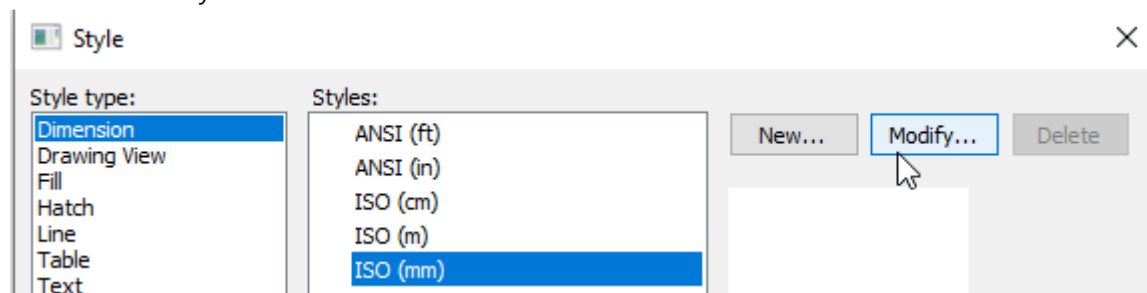 Style
Style type:
Dimension
Drawing View
Fill
Hatch
Line
Table
Text
Styles:
ANSI (ft)
ANSI (in)
ISO (cm)
ISO (m)
ISO (mm)
New...
Modify...
Delete